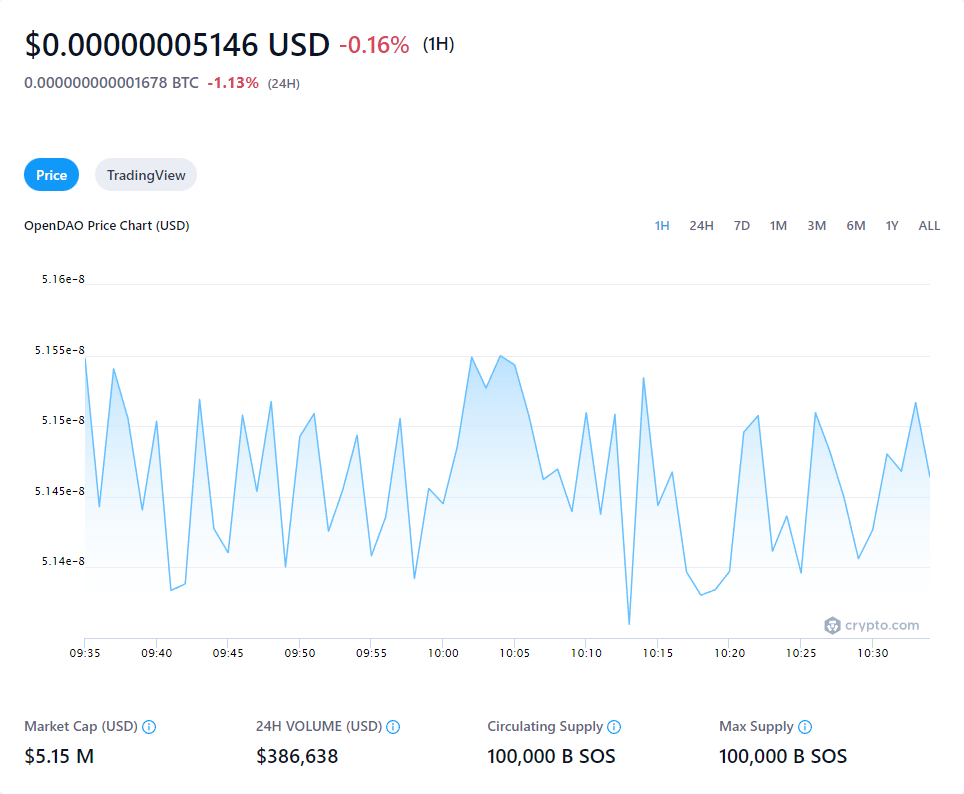 $0.00000005146 USD -0.16% (1H)
0.000000000001678 BTC -1.13% (24H)
Price TradingView
OpenDAO Price Chart (USD) 1H 24H 7D 1M 3M 6M 1Y ALL
5.16e-8
5.155e-8
5.15e-8
5.145e-8
5.14e-8
crypto.com
09:35 09:40 09:45 09:50 09:55 10:00 10:05 10:10 10:15 10:20 10:25 10:30
Market Cap (USD) 24H VOLUME (USD) Circulating Supply Max Supply
$5.15 M $386,638 100,000 B SOS 100,000 B SOS